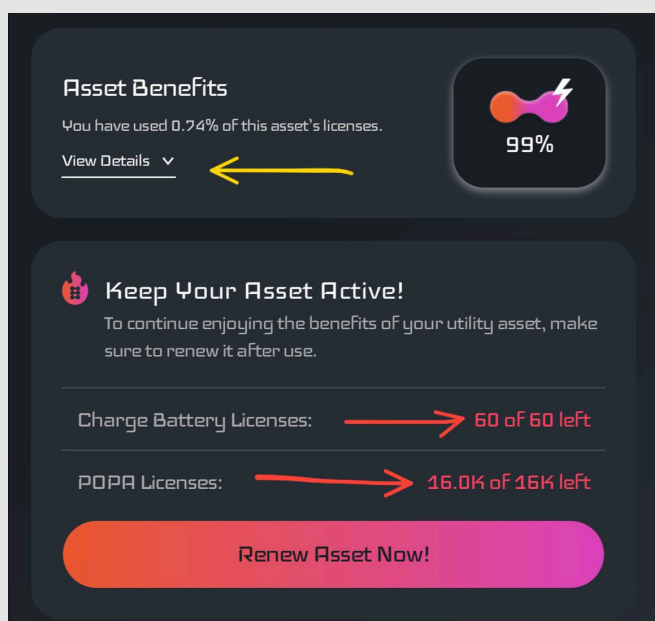 Asset Benefits
You have used 0.74% of this asset's licenses.
View Details
99%
Keep Your Asset Active!
To continue enjoying the benefits of your utility asset, make
sure to renew it after use.
Charge Battery Licenses: 60 of 60 left
POPA Licenses: 16.0K of 16K left
Renew Asset Now!